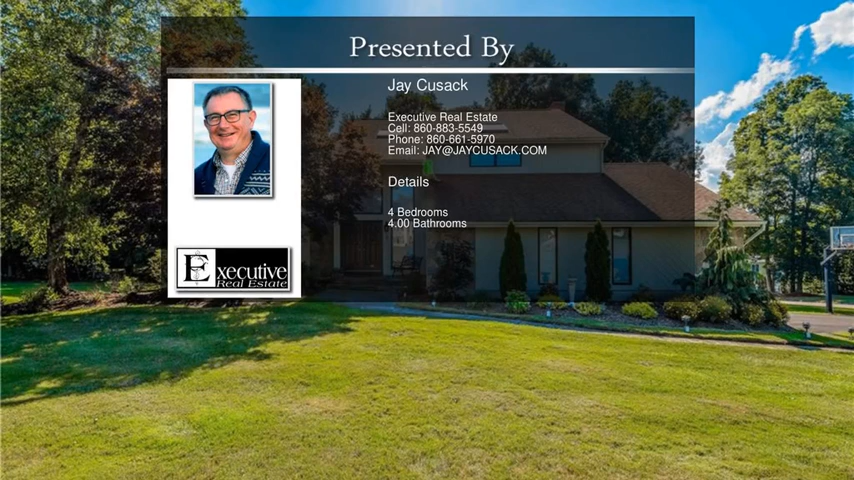 Presented By
Jay Cusack
Executive Real Estate
Cell: 860-883-5549
Phone: 860-661-5970
Email: JAY@JAYCUSACK.COM
Details
4 Bedrooms
4.00 Bathrooms
Executive
Real Estate